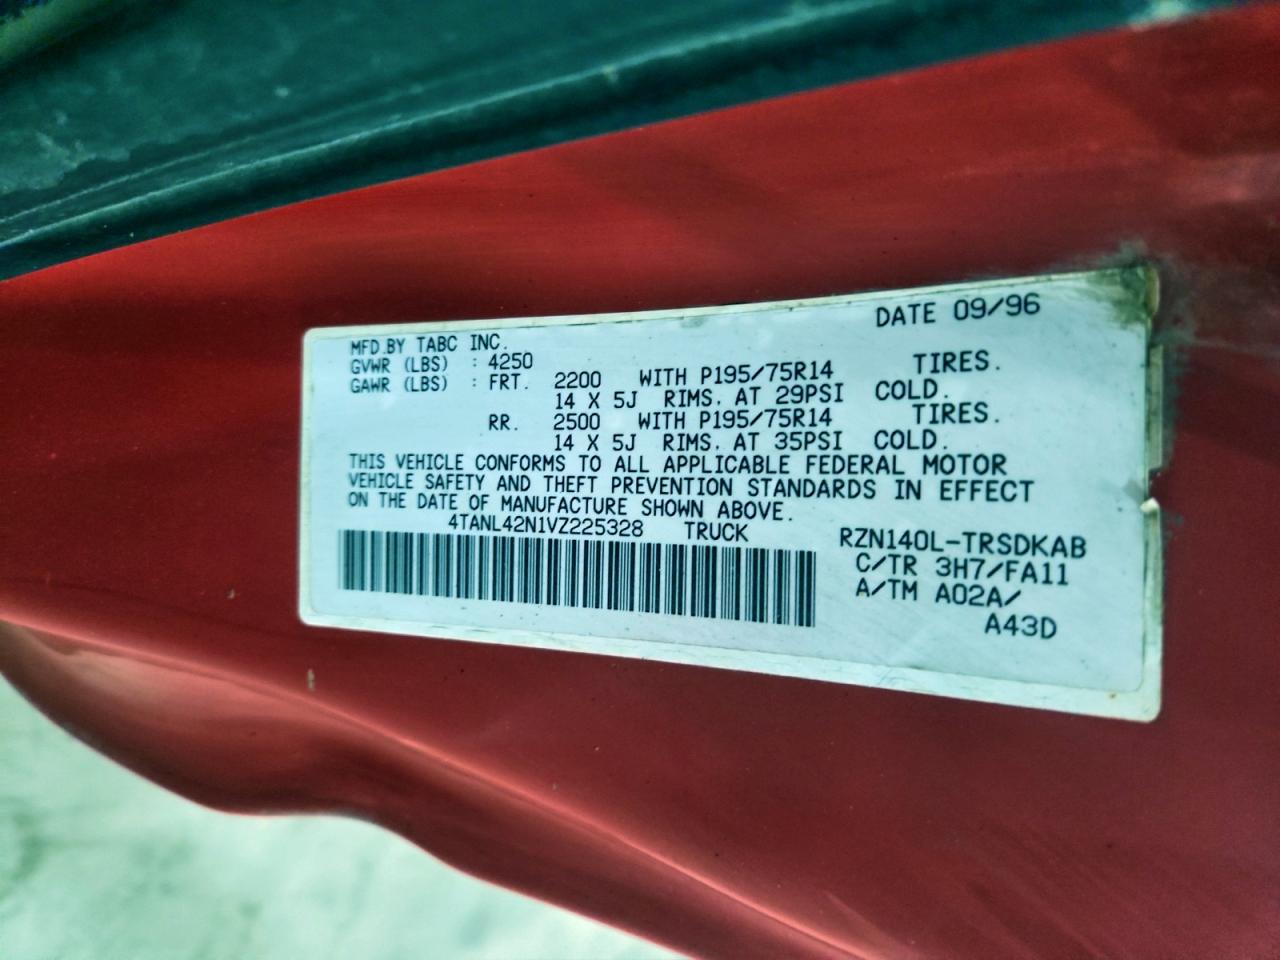 DATE 09/96
MFD.BY TABC INC.
GVWR (LBS) : 4250
GAWR (LBS) : FRT. 2200 WITH P195/75R14 TIRES.
14 X 5J RIMS. AT 29PSI COLD.
RR. 2500 WITH P195/75R14 TIRES.
14 X 5J RIMS. AT 35PSI COLD.
THIS VEHICLE CONFORMS TO ALL APPLICABLE FEDERAL MOTOR
VEHICLE SAFETY AND THEFT PREVENTION STANDARDS IN EFFECT
ON THE DATE OF MANUFACTURE SHOWN ABOVE.
4TANL42N1VZ225328 TRUCK RZN140L-TRSDKAB
C/TR 3H7/FA11
A/TM A02A/
A43D